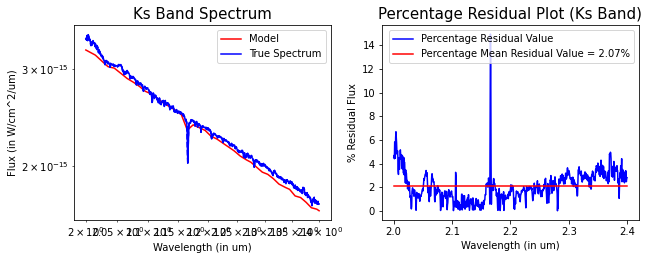 Ks Band Spectrum
Model
True Spectrum
3 × 10⁻¹⁵
2 × 10⁻¹⁵
Flux (in W/cm^2/um)
Wavelength (in um)
Percentage Residual Plot (Ks Band)
Percentage Residual Value
Percentage Mean Residual Value = 2.07%
14
12
10
8
6
4
2
0
% Residual Flux
2.0 2.1 2.2 2.3 2.4
Wavelength (in um)